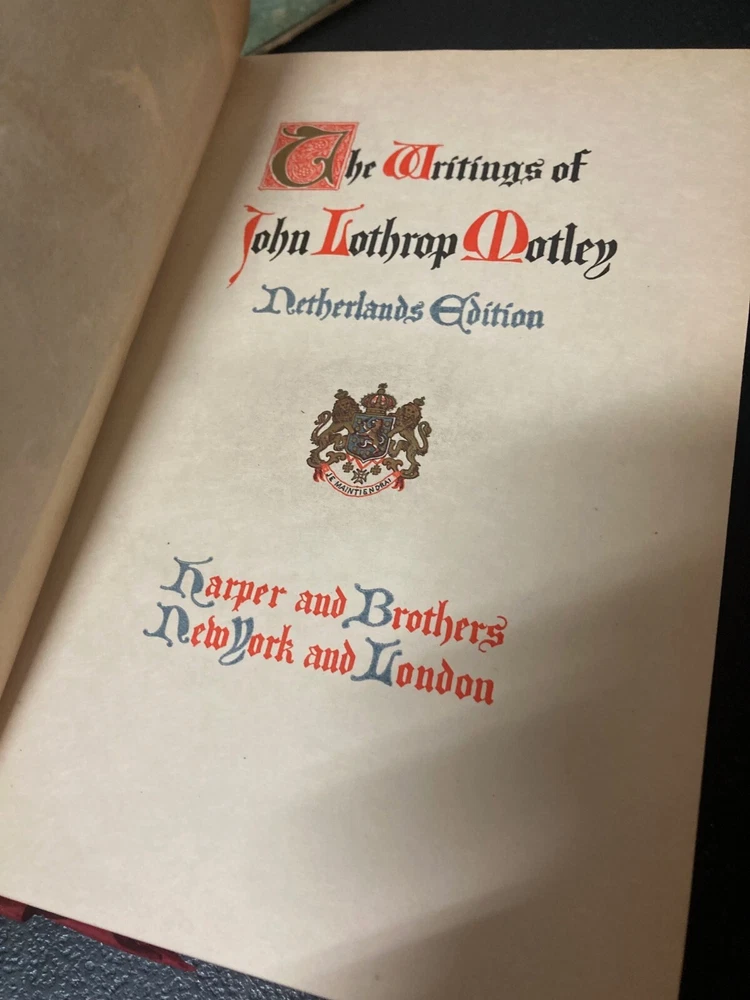 The Writings of
John Lothrop Motley
Netherlands Edition
JE MAINTIENDRAI
Harper and Brothers
New York and London